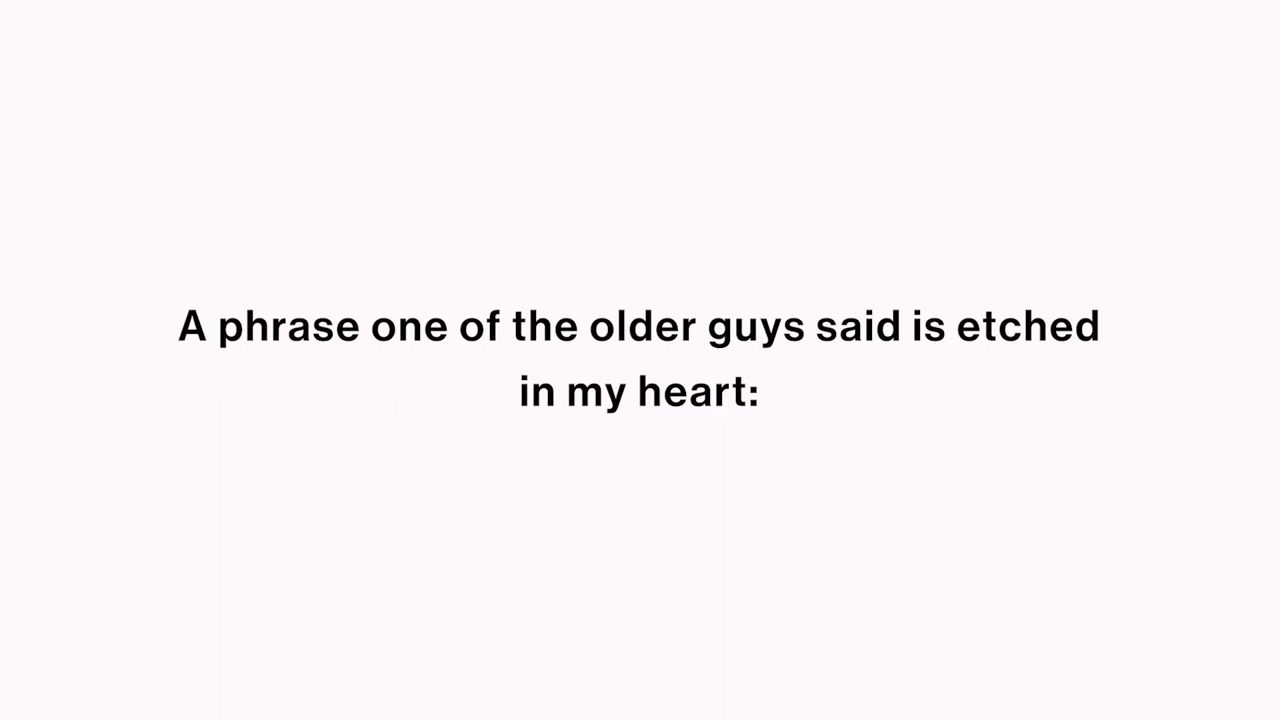 A phrase one of the older guys said is etched
in my heart: